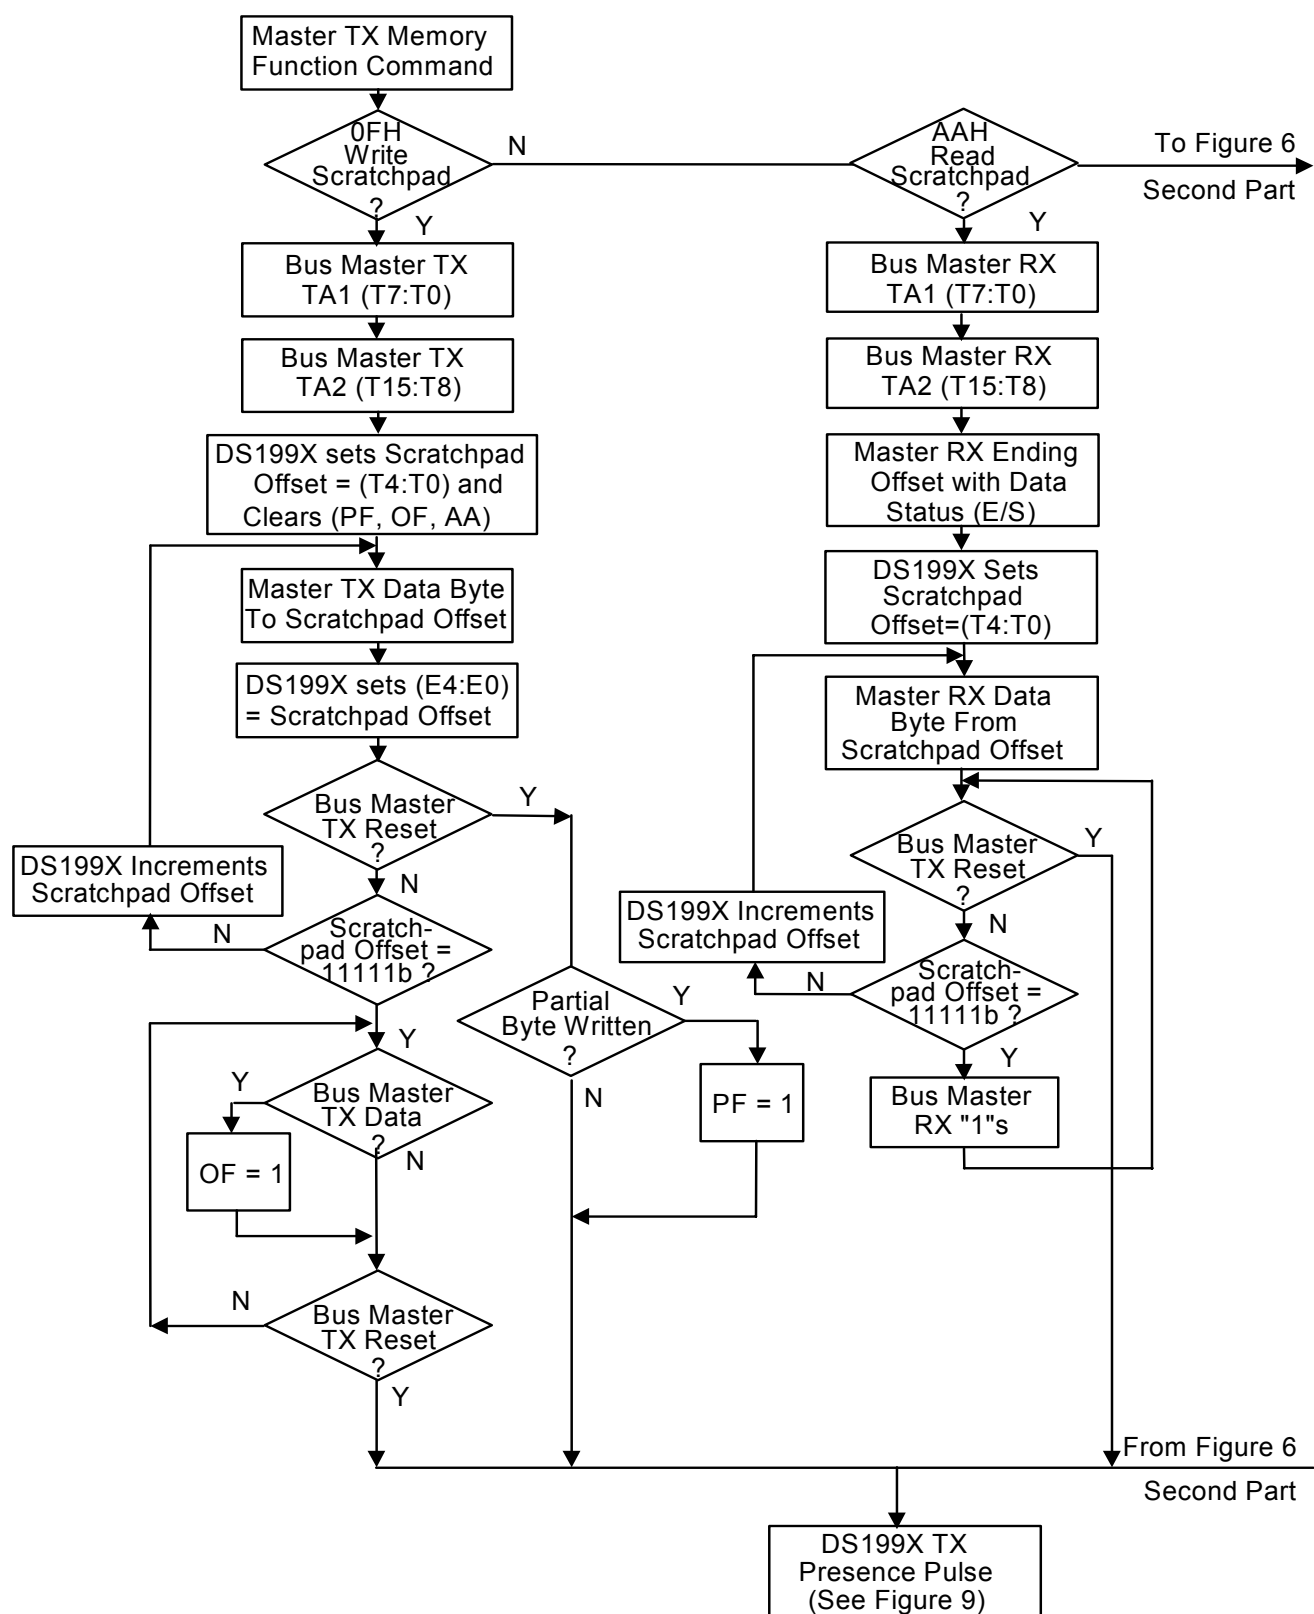 Master TX Memory
Function Command
0FH
Write
Scratchpad
?
N
Y
AAH
Read
Scratchpad
?
Y
To Figure 6
Second Part
Bus Master TX
TA1 (T7:T0)
Bus Master TX
TA2 (T15:T8)
DS199X sets Scratchpad
Offset = (T4:T0) and
Clears (PF, OF, AA)
Master TX Data Byte
To Scratchpad Offset
DS199X sets (E4:E0)
= Scratchpad Offset
Bus Master
TX Reset
?
Y
N
DS199X Increments
Scratchpad Offset
N
Scratch-
pad Offset =
11111b ?
Y
Bus Master
TX Data
?
Y
N
OF = 1
Bus Master
TX Reset
?
N
Y
Partial
Byte Written
?
Y
N
PF = 1
Bus Master RX
TA1 (T7:T0)
Bus Master RX
TA2 (T15:T8)
Master RX Ending
Offset with Data
Status (E/S)
DS199X Sets
Scratchpad
Offset=(T4:T0)
Master RX Data
Byte From
Scratchpad Offset
Bus Master
TX Reset
?
Y
N
DS199X Increments
Scratchpad Offset
N
Scratch-
pad Offset =
11111b ?
Y
Bus Master
RX "1"s
From Figure 6
Second Part
DS199X TX
Presence Pulse
(See Figure 9)